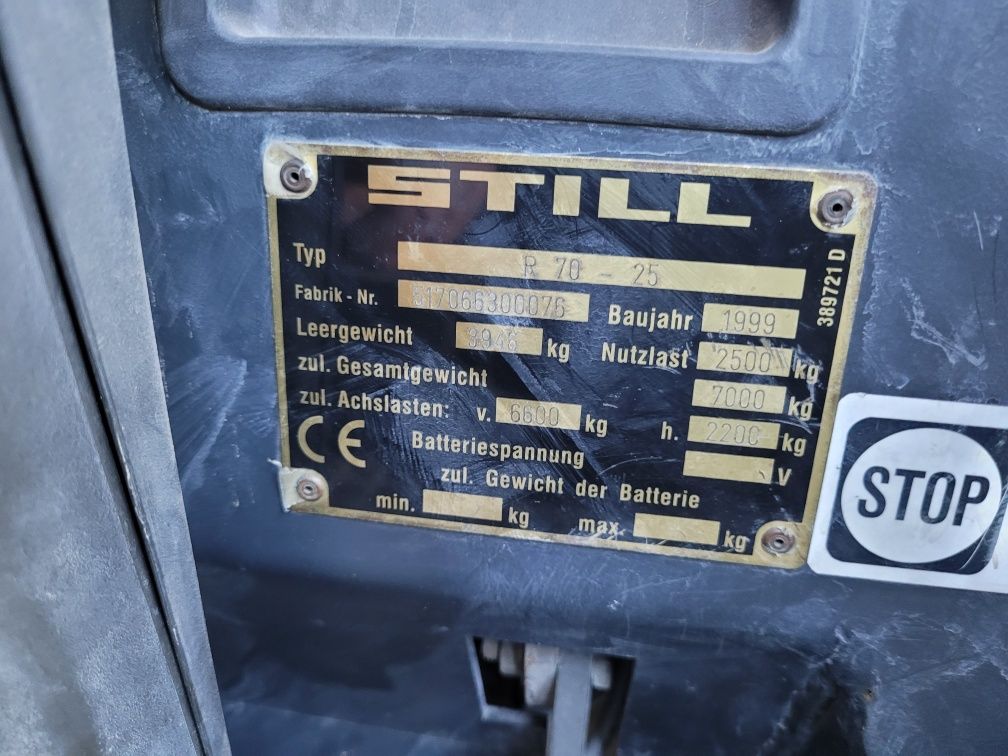 STILL
Typ R 70 - 25
Fabrik - Nr. 517066300076 Baujahr 1999
Leergewicht 3946 kg Nutzlast 2500 kg
zul. Gesamtgewicht 7000 kg
zul. Achslasten: v. 6600 kg h. 2200 kg
CE Batteriespannung V
zul. Gewicht der Batterie
min. kg max. kg
389721 D
STOP